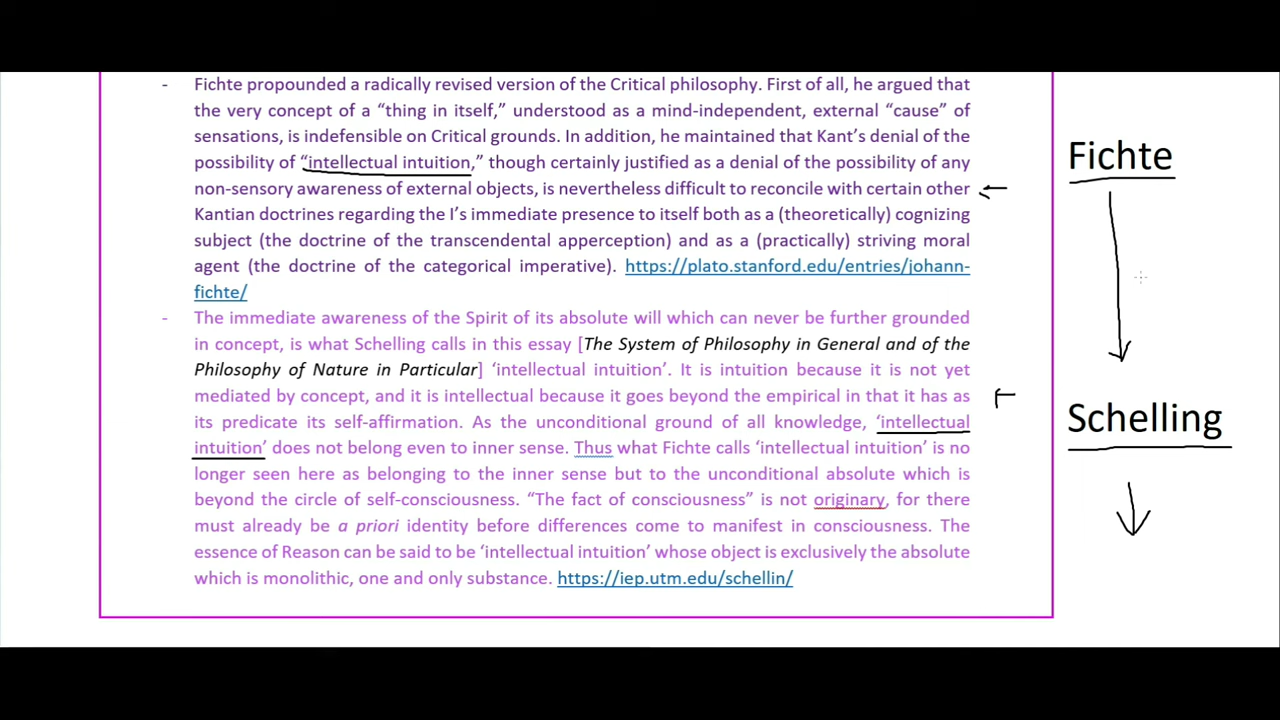 - Fichte propounded a radically revised version of the Critical philosophy. First of all, he argued that
the very concept of a “thing in itself,” understood as a mind-independent, external “cause” of
sensations, is indefensible on Critical grounds. In addition, he maintained that Kant’s denial of the
possibility of “intellectual intuition,” though certainly justified as a denial of the possibility of any
non-sensory awareness of external objects, is nevertheless difficult to reconcile with certain other
Kantian doctrines regarding the I’s immediate presence to itself both as a (theoretically) cognizing
subject (the doctrine of the transcendental apperception) and as a (practically) striving moral
agent (the doctrine of the categorical imperative). https://plato.stanford.edu/entries/johann-
fichte/
- The immediate awareness of the Spirit of its absolute will which can never be further grounded
in concept, is what Schelling calls in this essay [The System of Philosophy in General and of the
Philosophy of Nature in Particular] ‘intellectual intuition’. It is intuition because it is not yet
mediated by concept, and it is intellectual because it goes beyond the empirical in that it has as
its predicate its self-affirmation. As the unconditional ground of all knowledge, ‘intellectual
intuition’ does not belong even to inner sense. Thus what Fichte calls ‘intellectual intuition’ is no
longer seen here as belonging to the inner sense but to the unconditional absolute which is
beyond the circle of self-consciousness. “The fact of consciousness” is not originary, for there
must already be a priori identity before differences come to manifest in consciousness. The
essence of Reason can be said to be ‘intellectual intuition’ whose object is exclusively the absolute
which is monolithic, one and only substance. https://iep.utm.edu/schellin/
Fichte
Schelling